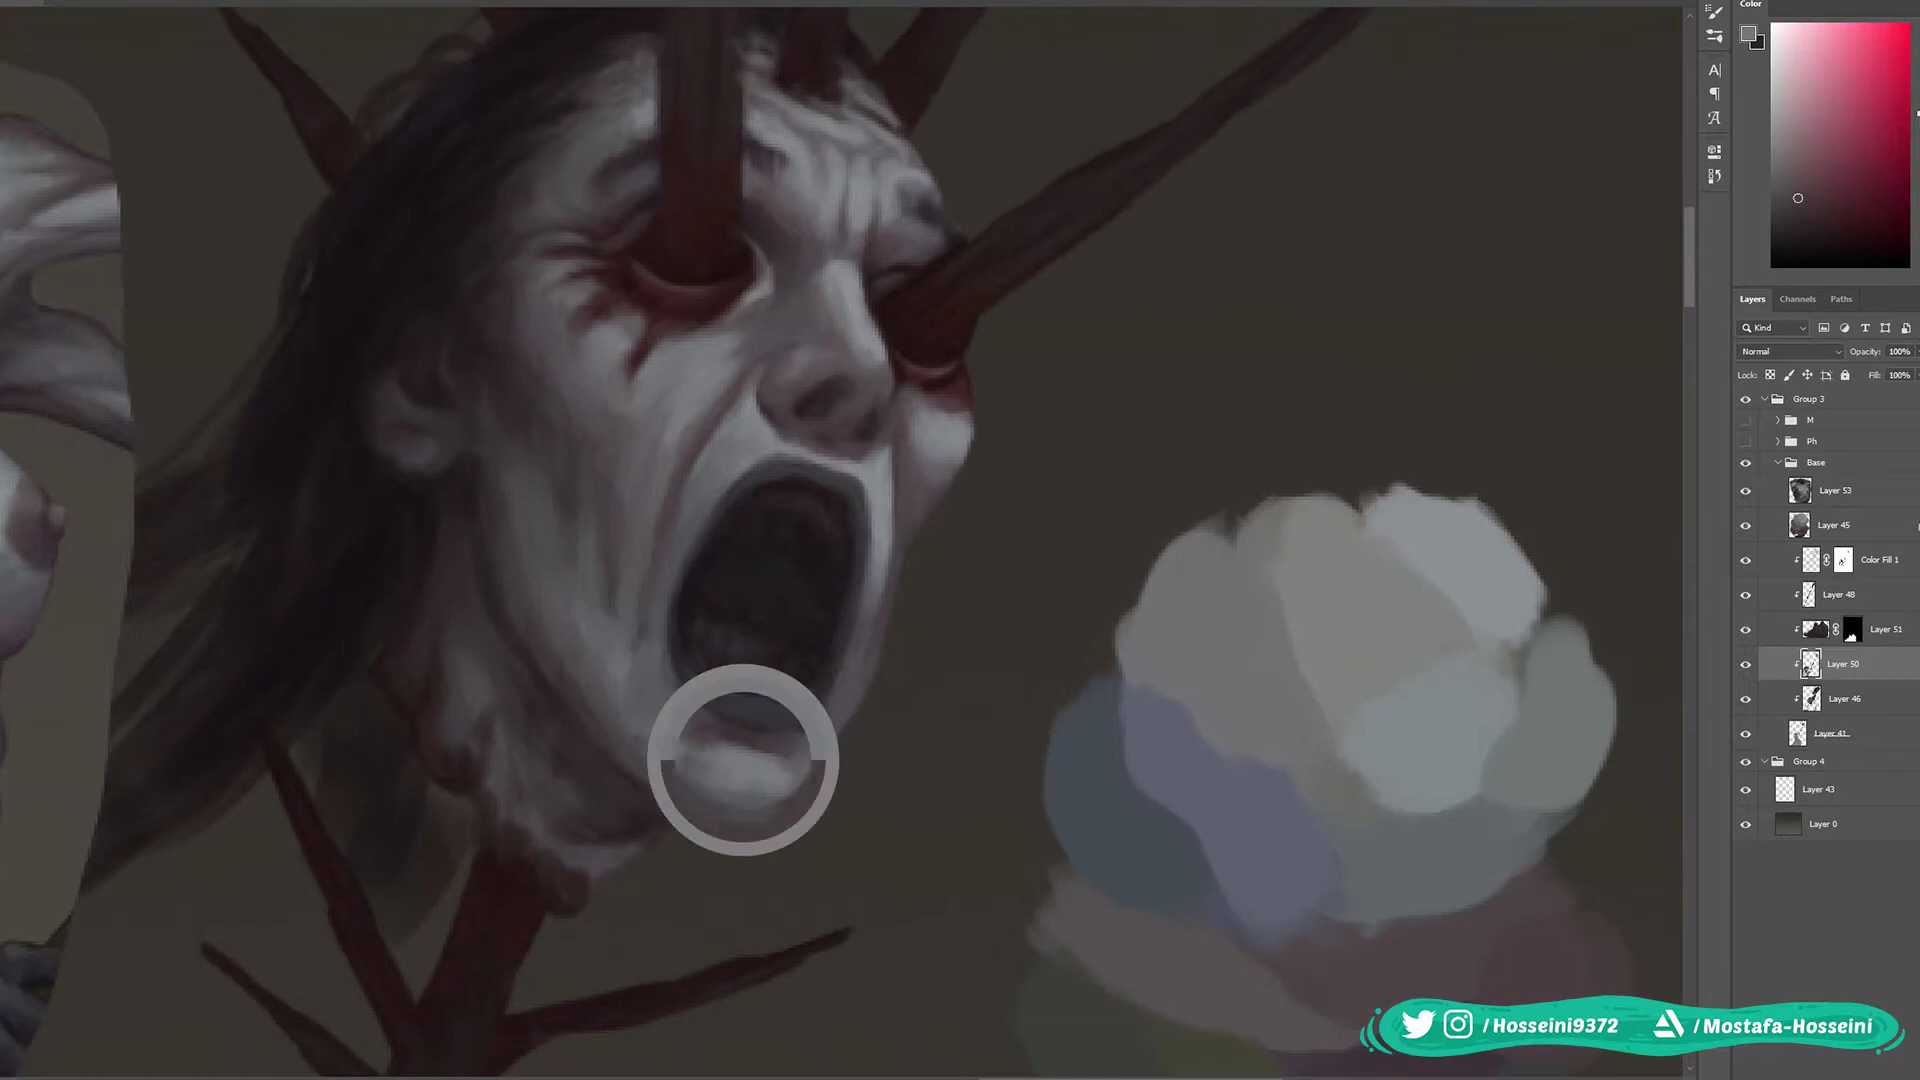 Color
Layers Channels Paths
Kind
Normal Opacity: 100%
Lock: Fill: 100%
Group 3
M
Ph
Base
Layer 53
Layer 45
Color Fill 1
Layer 48
Layer 51
Layer 50
Layer 46
Layer 41
Group 4
Layer 43
Layer 0
/Hosseini9372 /Mostafa-Hosseini